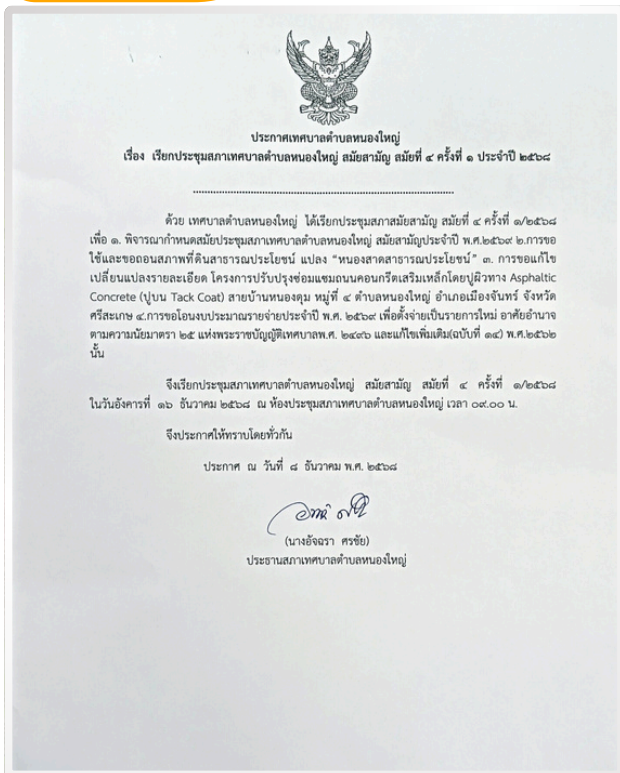 ประกาศเทศบาลตำบลหนองใหญ่
เรื่อง เรียกประชุมสภาเทศบาลตำบลหนองใหญ่ สมัยสามัญ สมัยที่ ๔ ครั้งที่ ๑ ประจำปี ๒๕๖๘
ด้วย เทศบาลตำบลหนองใหญ่ ได้เรียกประชุมสภาสมัยสามัญ สมัยที่ ๔ ครั้งที่ ๑/๒๕๖๘
เพื่อ ๑. พิจารณากำหนดสมัยประชุมสภาเทศบาลตำบลหนองใหญ่ สมัยสามัญประจำปี พ.ศ.๒๕๖๙ ๒.การขอ
ใช้และขอถอนสภาพที่ดินสาธารณประโยชน์ แปลง “หนองสาดสาธารณประโยชน์” ๓. การขอแก้ไข
เปลี่ยนแปลงรายละเอียด โครงการปรับปรุงซ่อมแซมถนนคอนกรีตเสริมเหล็กโดยปูผิวทาง Asphaltic
Concrete (ปูบน Tack Coat) สายบ้านหนองตุม หมู่ที่ ๔ ตำบลหนองใหญ่ อำเภอเมืองจันทร์ จังหวัด
ศรีสะเกษ ๔.การขอโอนงบประมาณรายจ่ายประจำปี พ.ศ. ๒๕๖๙ เพื่อตั้งจ่ายเป็นรายการใหม่ อาศัยอำนาจ
ตามความนัยมาตรา ๒๕ แห่งพระราชบัญญัติเทศบาลพ.ศ. ๒๔๙๖ และแก้ไขเพิ่มเติม(ฉบับที่ ๑๔) พ.ศ.๒๕๖๒
นั้น
จึงเรียกประชุมสภาเทศบาลตำบลหนองใหญ่ สมัยสามัญ สมัยที่ ๔ ครั้งที่ ๑/๒๕๖๘
ในวันอังคารที่ ๑๖ ธันวาคม ๒๕๖๘ ณ ห้องประชุมสภาเทศบาลตำบลหนองใหญ่ เวลา ๐๙.๐๐ น.
จึงประกาศให้ทราบโดยทั่วกัน
ประกาศ ณ วันที่ ๘ ธันวาคม พ.ศ. ๒๕๖๘
(นางอัจฉรา ศรชัย)
ประธานสภาเทศบาลตำบลหนองใหญ่